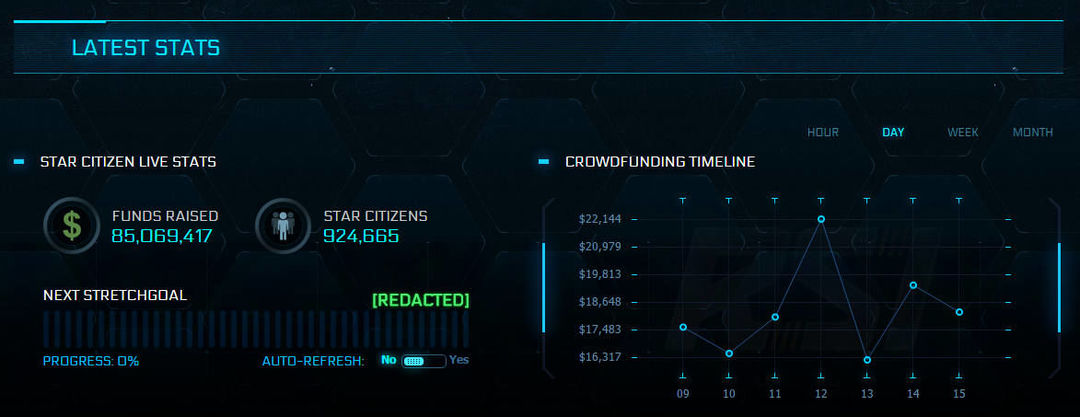 LATEST STATS
HOUR DAY WEEK MONTH
STAR CITIZEN LIVE STATS
FUNDS RAISED
85,069,417
STAR CITIZENS
924,665
NEXT STRETCHGOAL
[REDACTED]
PROGRESS: 0%
AUTO-REFRESH: No Yes
CROWDFUNDING TIMELINE
$22,144
$20,979
$19,813
$18,648
$17,483
$16,317
09 10 11 12 13 14 15